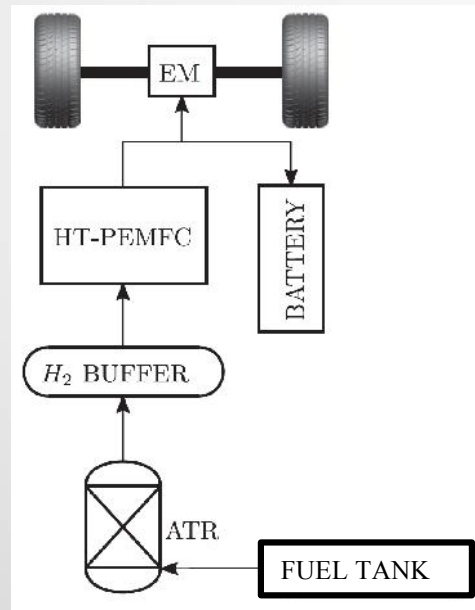 EM
HT-PEMFC
BATTERY
H₂ BUFFER
ATR
FUEL TANK